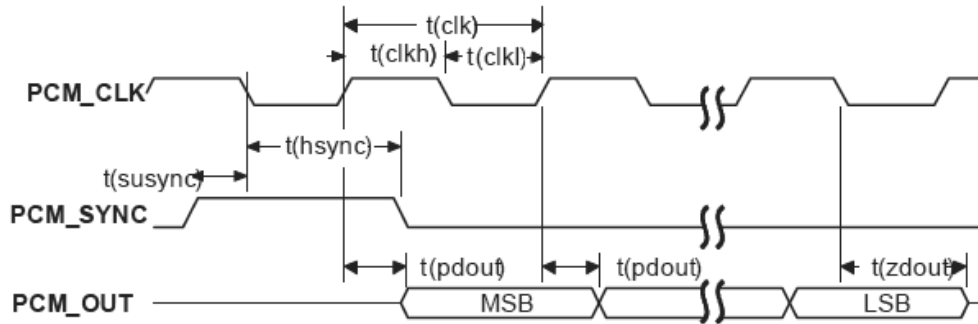 t(clk)
t(clkh) t(clkl)
PCM_CLK
t(hsync)
t(susync)
PCM_SYNC
t(pdout) t(pdout) t(zdout)
PCM_OUT MSB LSB